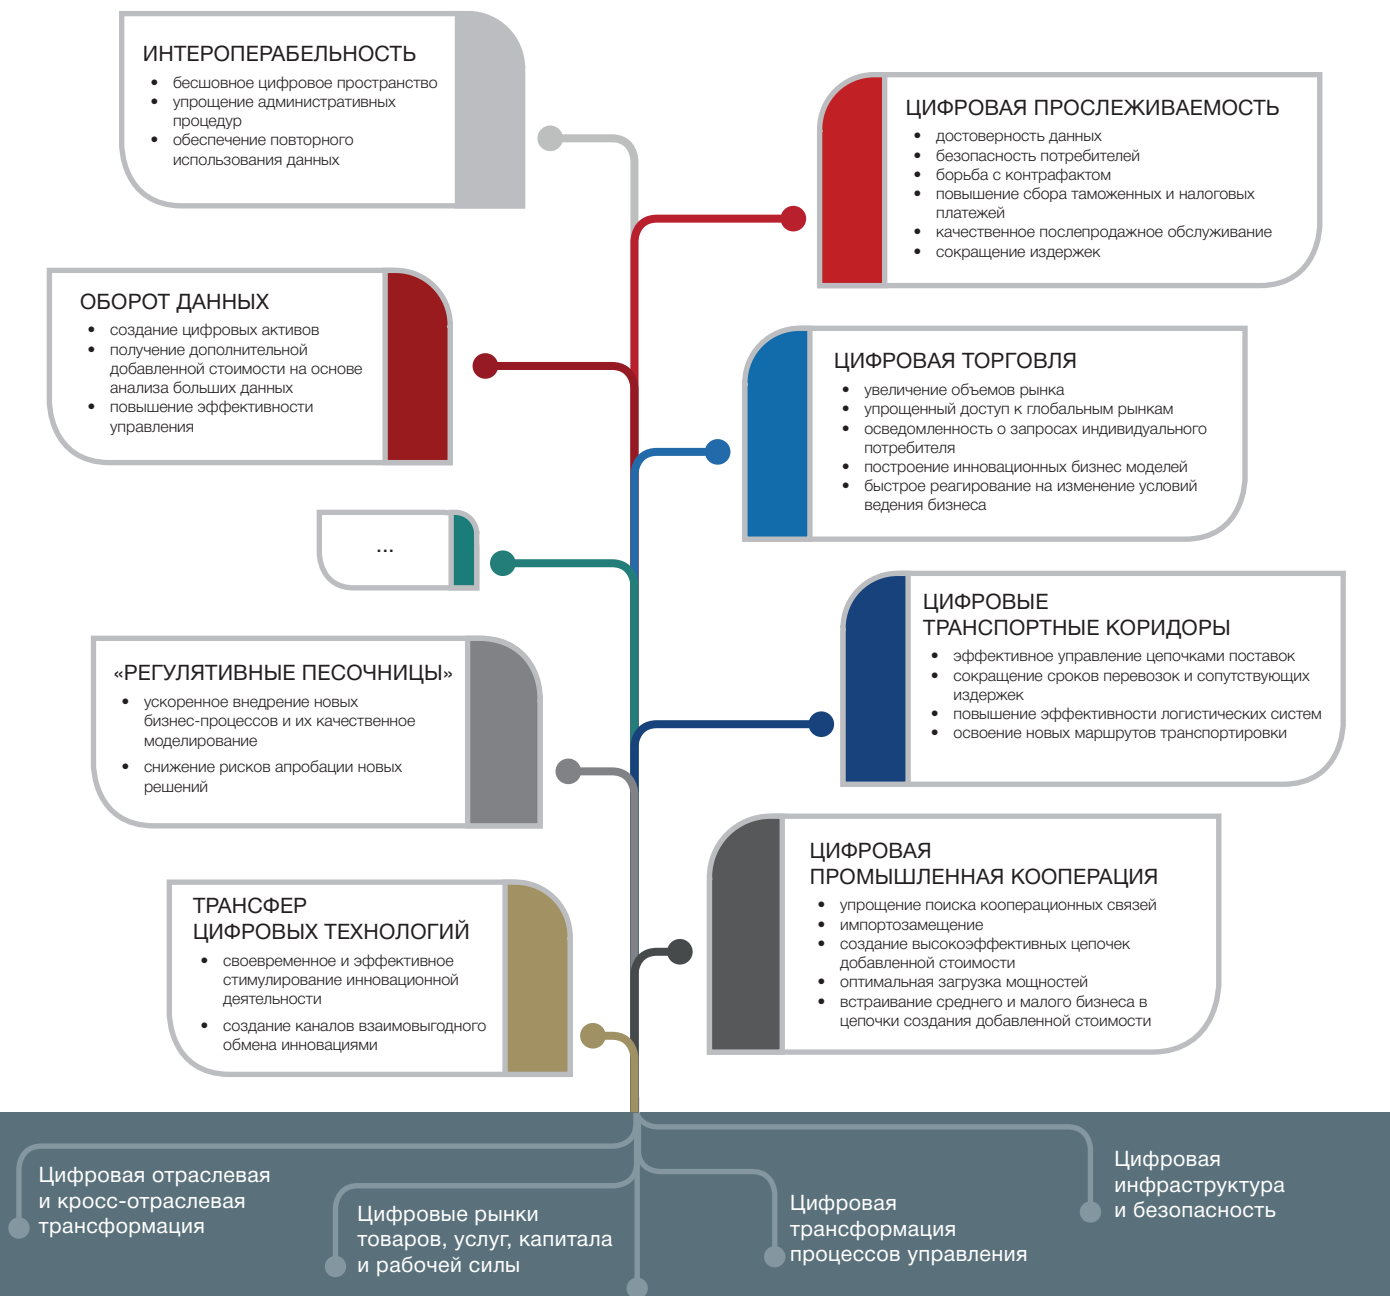 ИНТЕРОПЕРАБЕЛЬНОСТЬ
• бесшовное цифровое пространство
• упрощение административных
процедур
• обеспечение повторного
использования данных
ЦИФРОВАЯ ПРОСЛЕЖИВАЕМОСТЬ
• достоверность данных
• безопасность потребителей
• борьба с контрафактом
• повышение сбора таможенных и налоговых
платежей
• качественное послепродажное обслуживание
• сокращение издержек
ОБОРОТ ДАННЫХ
• создание цифровых активов
• получение дополнительной
добавленной стоимости на основе
анализа больших данных
• повышение эффективности
управления
ЦИФРОВАЯ ТОРГОВЛЯ
• увеличение объемов рынка
• упрощенный доступ к глобальным рынкам
• осведомленность о запросах индивидуального
потребителя
• построение инновационных бизнес моделей
• быстрое реагирование на изменение условий
ведения бизнеса
...
ЦИФРОВЫЕ
ТРАНСПОРТНЫЕ КОРИДОРЫ
• эффективное управление цепочками поставок
• сокращение сроков перевозок и сопутствующих
издержек
• повышение эффективности логистических систем
• освоение новых маршрутов транспортировки
«РЕГУЛЯТИВНЫЕ ПЕСОЧНИЦЫ»
• ускоренное внедрение новых
бизнес-процессов и их качественное
моделирование
• снижение рисков апробации новых
решений
ЦИФРОВАЯ
ПРОМЫШЛЕННАЯ КООПЕРАЦИЯ
• упрощение поиска кооперационных связей
• импортозамещение
• создание высокоэффективных цепочек
добавленной стоимости
• оптимальная загрузка мощностей
• встраивание среднего и малого бизнеса в
цепочки создания добавленной стоимости
ТРАНСФЕР
ЦИФРОВЫХ ТЕХНОЛОГИЙ
• своевременное и эффективное
стимулирование инновационной
деятельности
• создание каналов взаимовыгодного
обмена инновациями
Цифровая отраслевая
и кросс-отраслевая
трансформация
Цифровые рынки
товаров, услуг, капитала
и рабочей силы
Цифровая
трансформация
процессов управления
Цифровая
инфраструктура
и безопасность